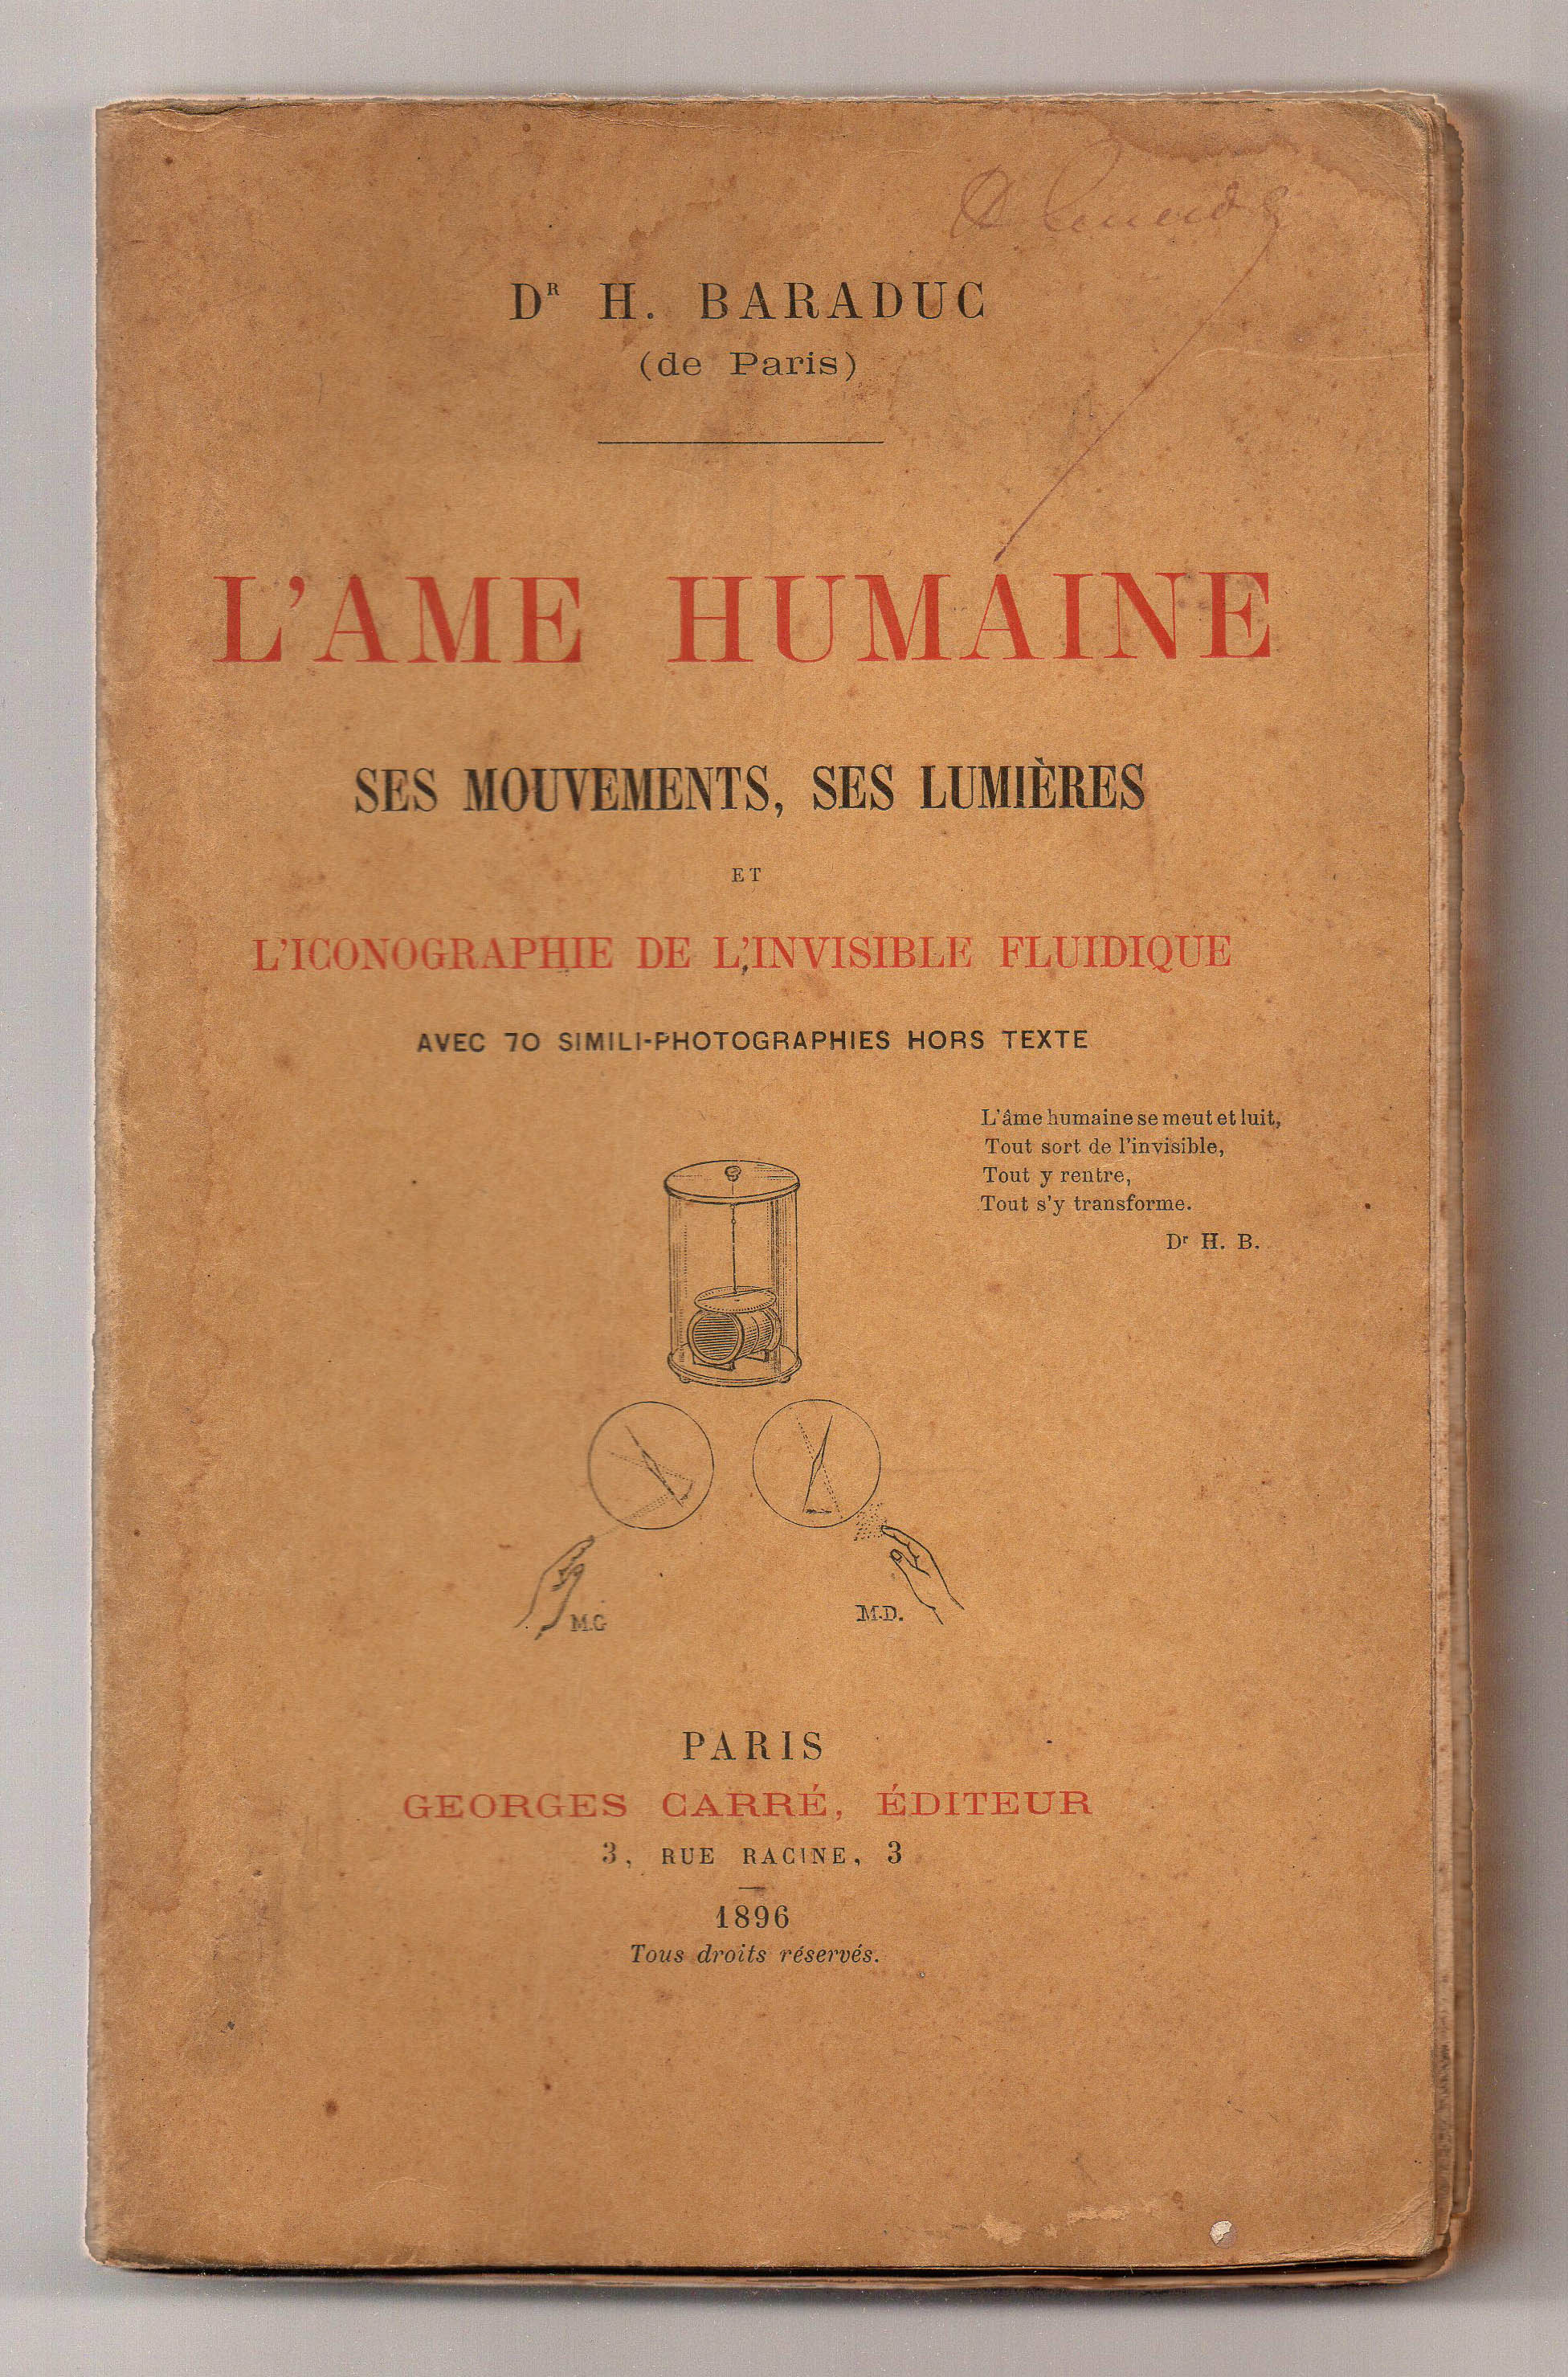 DR H. BARADUC
(de Paris)
L'AME HUMAINE
SES MOUVEMENTS, SES LUMIÈRES
ET
L'ICONOGRAPHIE DE L'INVISIBLE FLUIDIQUE
AVEC 70 SIMILI-PHOTOGRAPHIES HORS TEXTE
L'âme humaine se meut et luit,
Tout sort de l'invisible,
Tout y rentre,
Tout s'y transforme.
Dr H. B.
M.G
M.D.
PARIS
GEORGES CARRÉ, ÉDITEUR
3, RUE RACINE, 3
1896
Tous droits réservés.